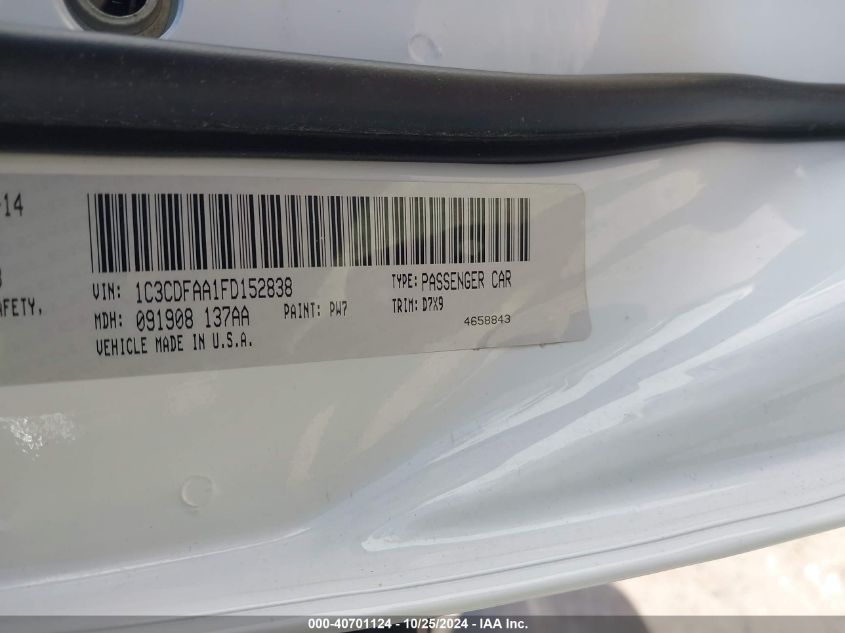 -14
AFETY,
VIN: 1C3CDFAA1FD152838 TYPE: PASSENGER CAR
MDH: 091908 137AA PAINT: PW7 TRIM: D7X9
VEHICLE MADE IN U.S.A. 4658843
000-40701124 - 10/25/2024 - IAA Inc.